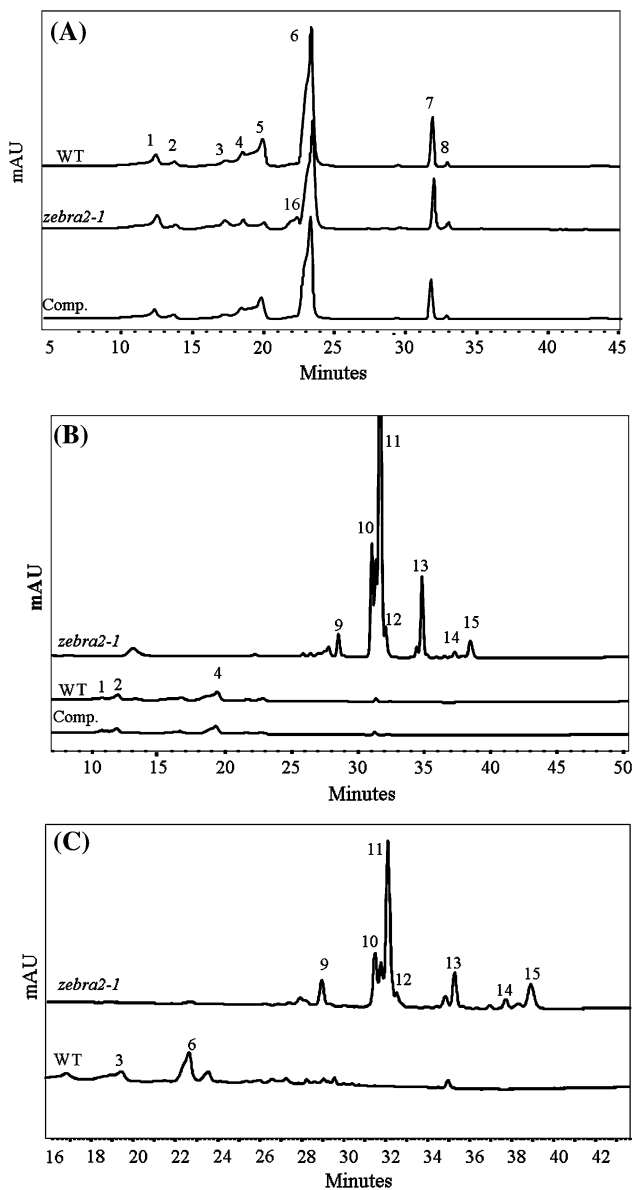 (A)
6
7
8
5
4
3
2
1
WT
16
zebra2-1
Comp.
mAU
5 10 15 20 25 30 35 40 45
Minutes
(B)
11
10
13
12
9
14
15
zebra2-1
4
1 2
WT
Comp.
mAU
10 15 20 25 30 35 40 45 50
Minutes
(C)
11
10
9
12
13
14
15
zebra2-1
6
WT
3
mAU
16 18 20 22 24 26 28 30 32 34 36 38 40 42
Minutes